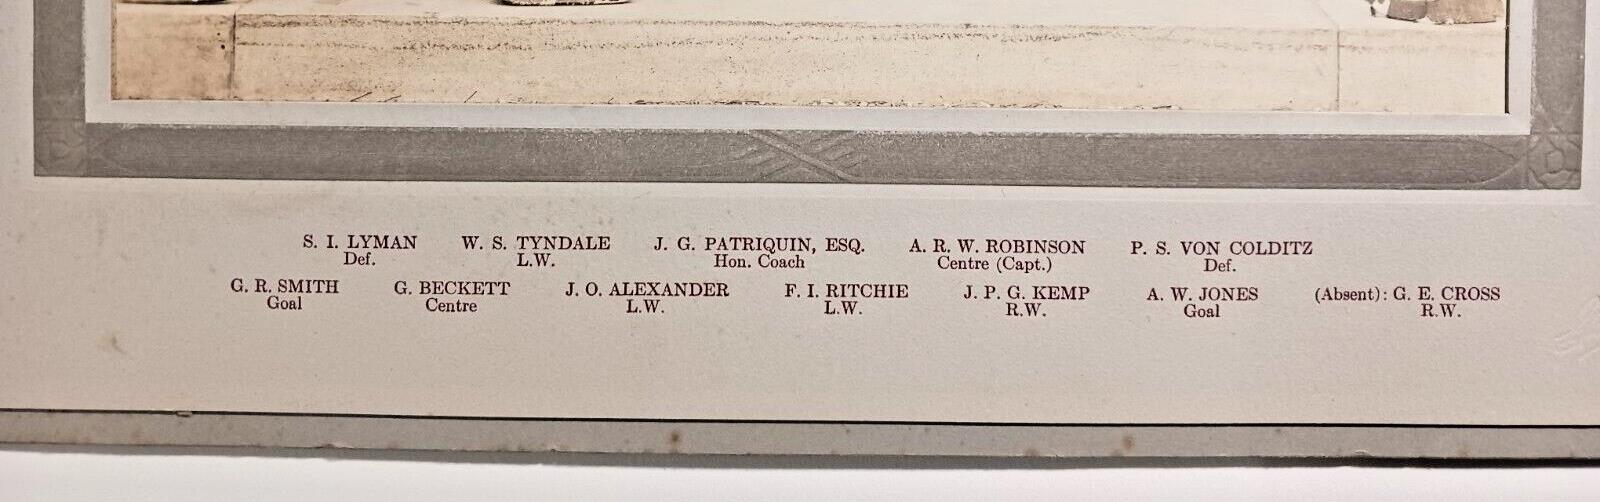 S. I. LYMAN W. S. TYNDALE J. G. PATRIQUIN, ESQ. A. R. W. ROBINSON P. S. VON COLDITZ
Def. L.W. Hon. Coach Centre (Capt.) Def.
G. R. SMITH G. BECKETT J. O. ALEXANDER F. I. RITCHIE J. P. G. KEMP A. W. JONES (Absent): G. E. CROSS
Goal Centre L.W. L.W. R.W. Goal R.W.